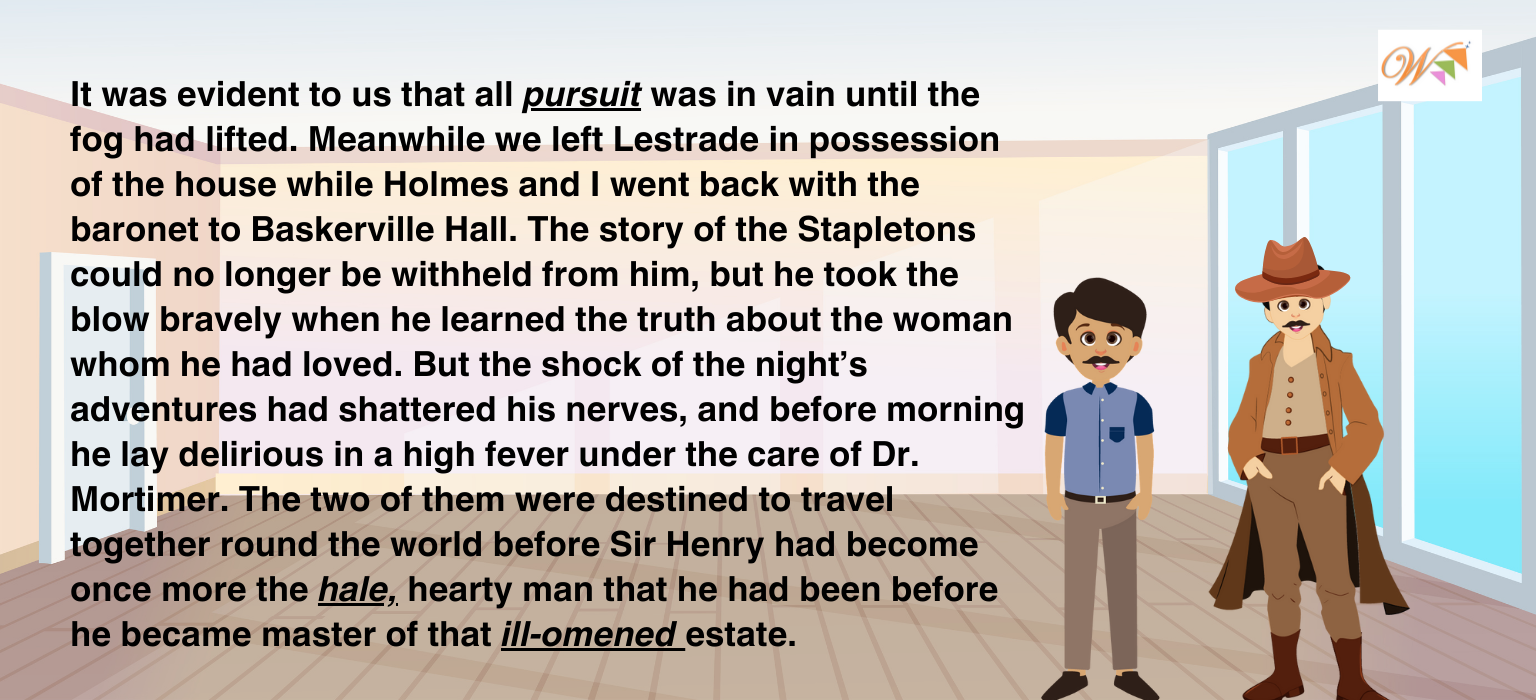 It was evident to us that all pursuit was in vain until the
fog had lifted. Meanwhile we left Lestrade in possession
of the house while Holmes and I went back with the
baronet to Baskerville Hall. The story of the Stapletons
could no longer be withheld from him, but he took the
blow bravely when he learned the truth about the woman
whom he had loved. But the shock of the night’s
adventures had shattered his nerves, and before morning
he lay delirious in a high fever under the care of Dr.
Mortimer. The two of them were destined to travel
together round the world before Sir Henry had become
once more the hale, hearty man that he had been before
he became master of that ill-omened estate.
W